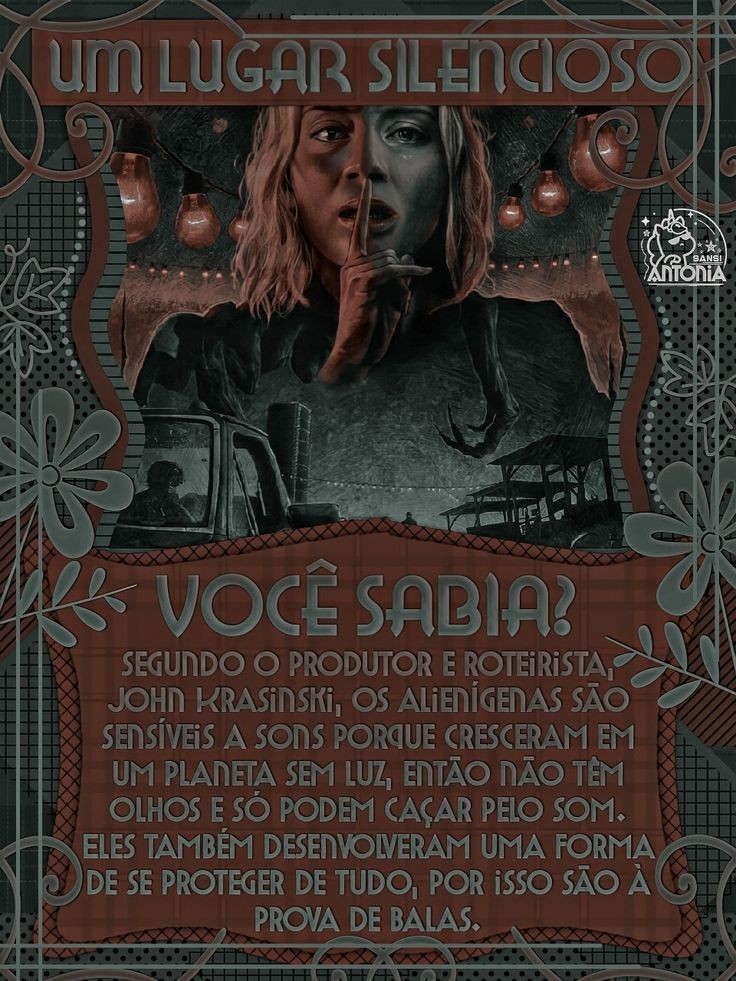 UM LUGAR SILENCIOSO
SANSI
ANTONIA
VOCÊ SABIA?
SEGUNDO O PRODUTOR E ROTEIRISTA,
JOHN KRASINSKI, OS ALIENÍGENAS SÃO
SENSÍVEIS A SONS PORQUE CRESCERAM EM
UM PLANETA SEM LUZ, ENTÃO NÃO TÊM
OLHOS E SÓ PODEM CAÇAR PELO SOM.
ELES TAMBÉM DESENVOLVERAM UMA FORMA
DE SE PROTEGER DE TUDO, POR ISSO SÃO À
PROVA DE BALAS.